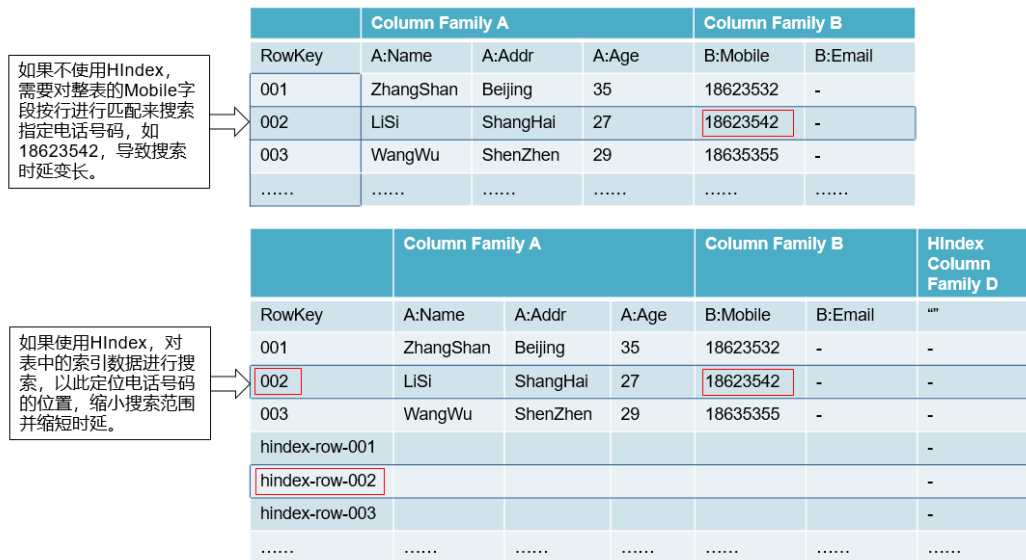 Column Family A Column Family B
RowKey A:Name A:Addr A:Age B:Mobile B:Email
001 ZhangShan Beijing 35 18623532 -
002 LiSi ShangHai 27 18623542 -
003 WangWu ShenZhen 29 18635355 -
…… …… …… …… …… ……
如果不使用HIndex，
需要对整表的Mobile字
段按行进行匹配来搜索
指定电话号码，如
18623542，导致搜索
时延变长。
Column Family A Column Family B HIndex
Column
Family D
RowKey A:Name A:Addr A:Age B:Mobile B:Email “”
001 ZhangShan Beijing 35 18623532 - -
002 LiSi ShangHai 27 18623542 - -
003 WangWu ShenZhen 29 18635355 - -
hindex-row-001 -
hindex-row-002 -
hindex-row-003 -
…… …… …… …… …… …… ……
如果使用HIndex，对
表中的索引数据进行搜
索，以此定位电话号码
的位置，缩小搜索范围
并缩短时延。